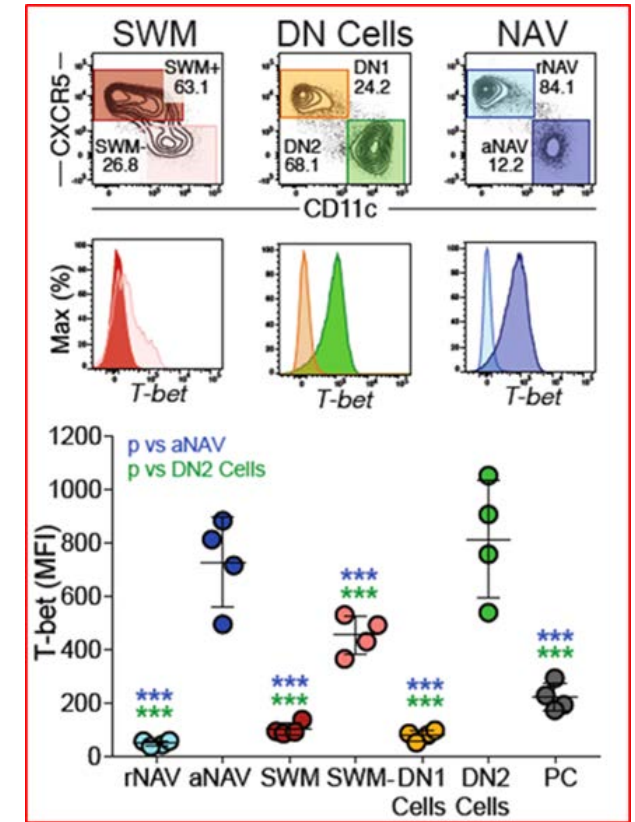 SWM DN Cells NAV
CXCR5
SWM+
63.1
SWM-
26.8
DN1
24.2
DN2
68.1
rNAV
84.1
aNAV
12.2
CD11c
Max (%)
T-bet T-bet T-bet
p vs aNAV
p vs DN2 Cells
T-bet (MFI)
1200
1000
800
600
400
200
0
***
***
***
***
***
***
***
***
***
***
rNAV aNAV SWM SWM- DN1 DN2 PC
Cells Cells